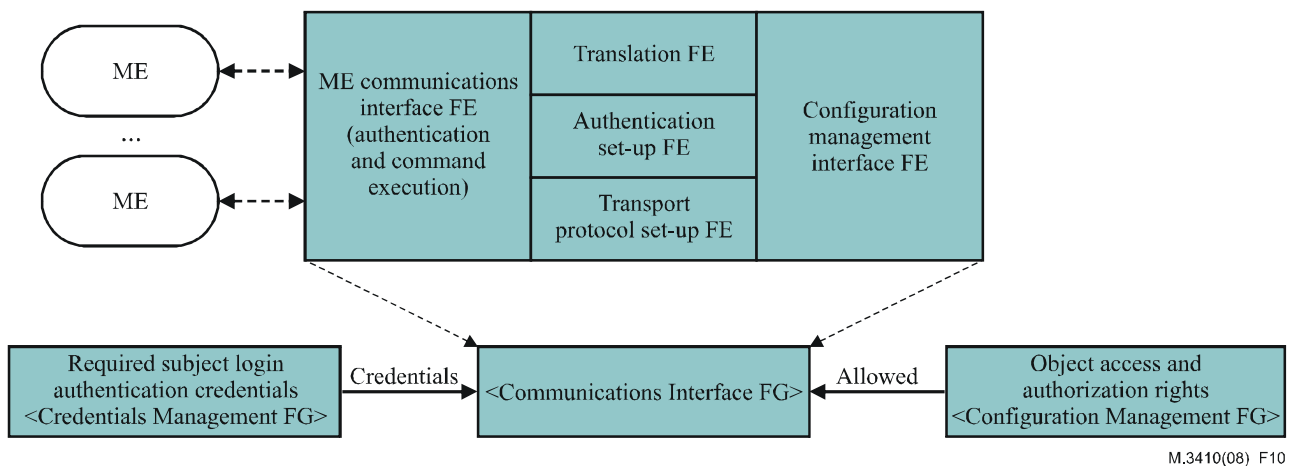 ME
...
ME
ME communications
interface FE
(authentication
and command
execution)
Translation FE
Authentication
set-up FE
Transport
protocol set-up FE
Configuration
management
interface FE
Required subject login
authentication credentials
<Credentials Management FG>
Credentials
<Communications Interface FG>
Allowed
Object access and
authorization rights
<Configuration Management FG>
M.3410(08)_F10